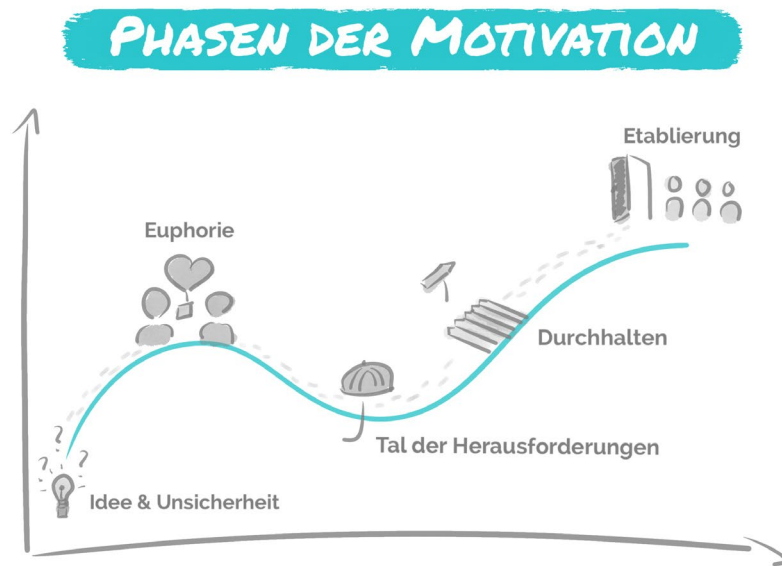 PHASEN DER MOTIVATION
Etablierung
Euphorie
Durchhalten
Tal der Herausforderungen
? ? ?
Idee & Unsicherheit